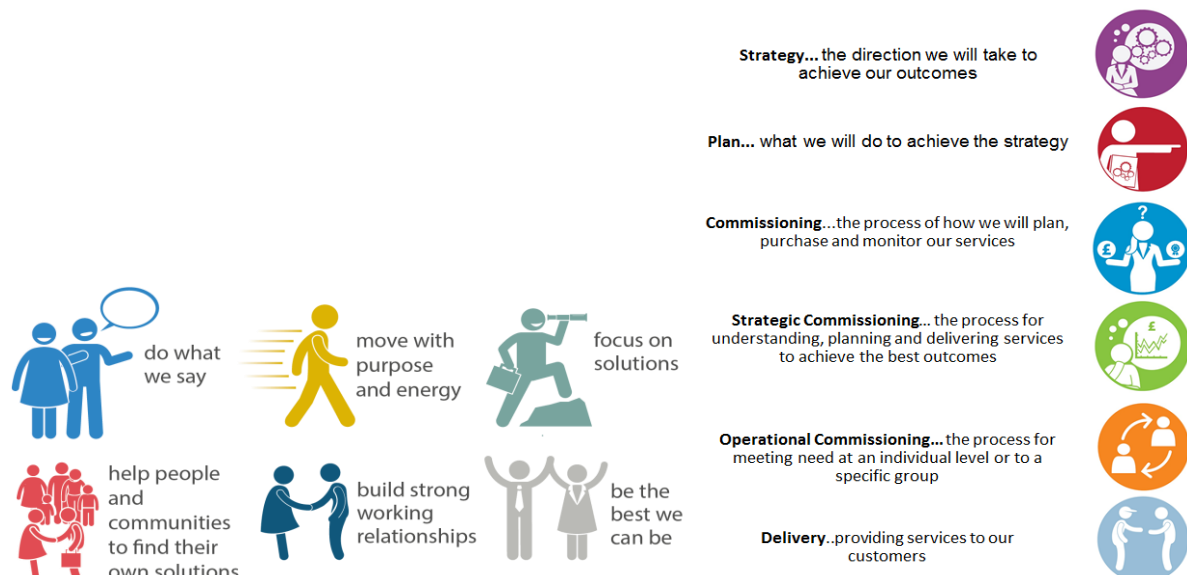 do what
we say
move with
purpose
and energy
focus on
solutions
help people
and
communities
to find their
own solutions
build strong
working
relationships
be the
best we
can be
Strategy... the direction we will take to
achieve our outcomes
Plan... what we will do to achieve the strategy
Commissioning...the process of how we will plan,
purchase and monitor our services
?
£
Strategic Commissioning... the process for
understanding, planning and delivering services
to achieve the best outcomes
£
Operational Commissioning... the process for
meeting need at an individual level or to a
specific group
Delivery..providing services to our
customers